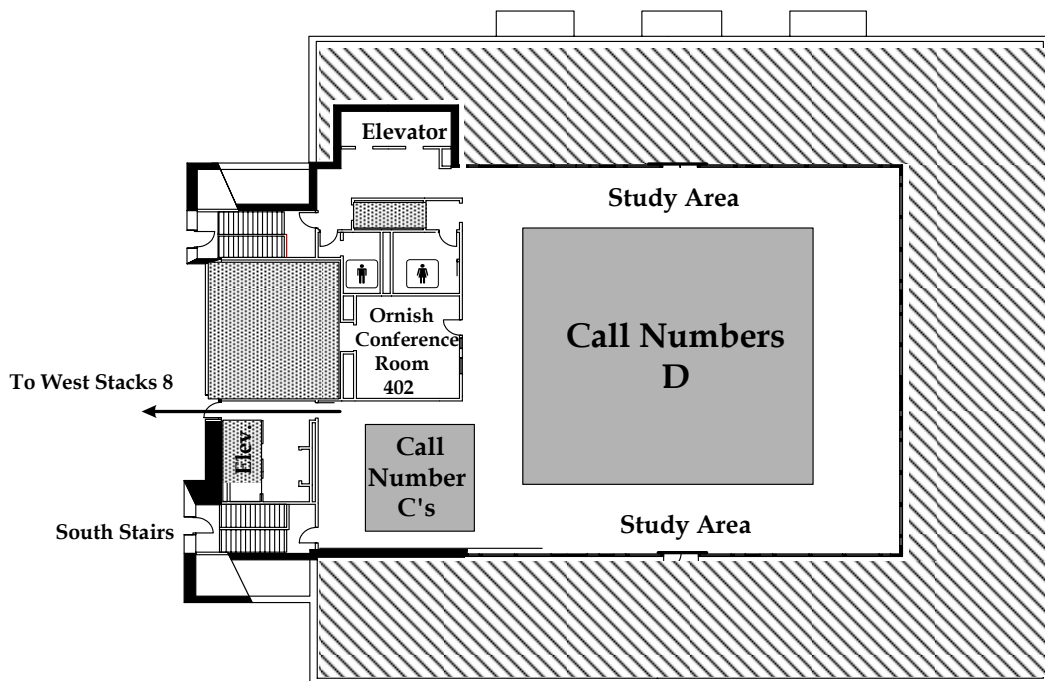 Elevator
Study Area
Ornish
Conference
Room
402
Call Numbers
D
To West Stacks 8
Call
Number
C's
Elev.
South Stairs
Study Area